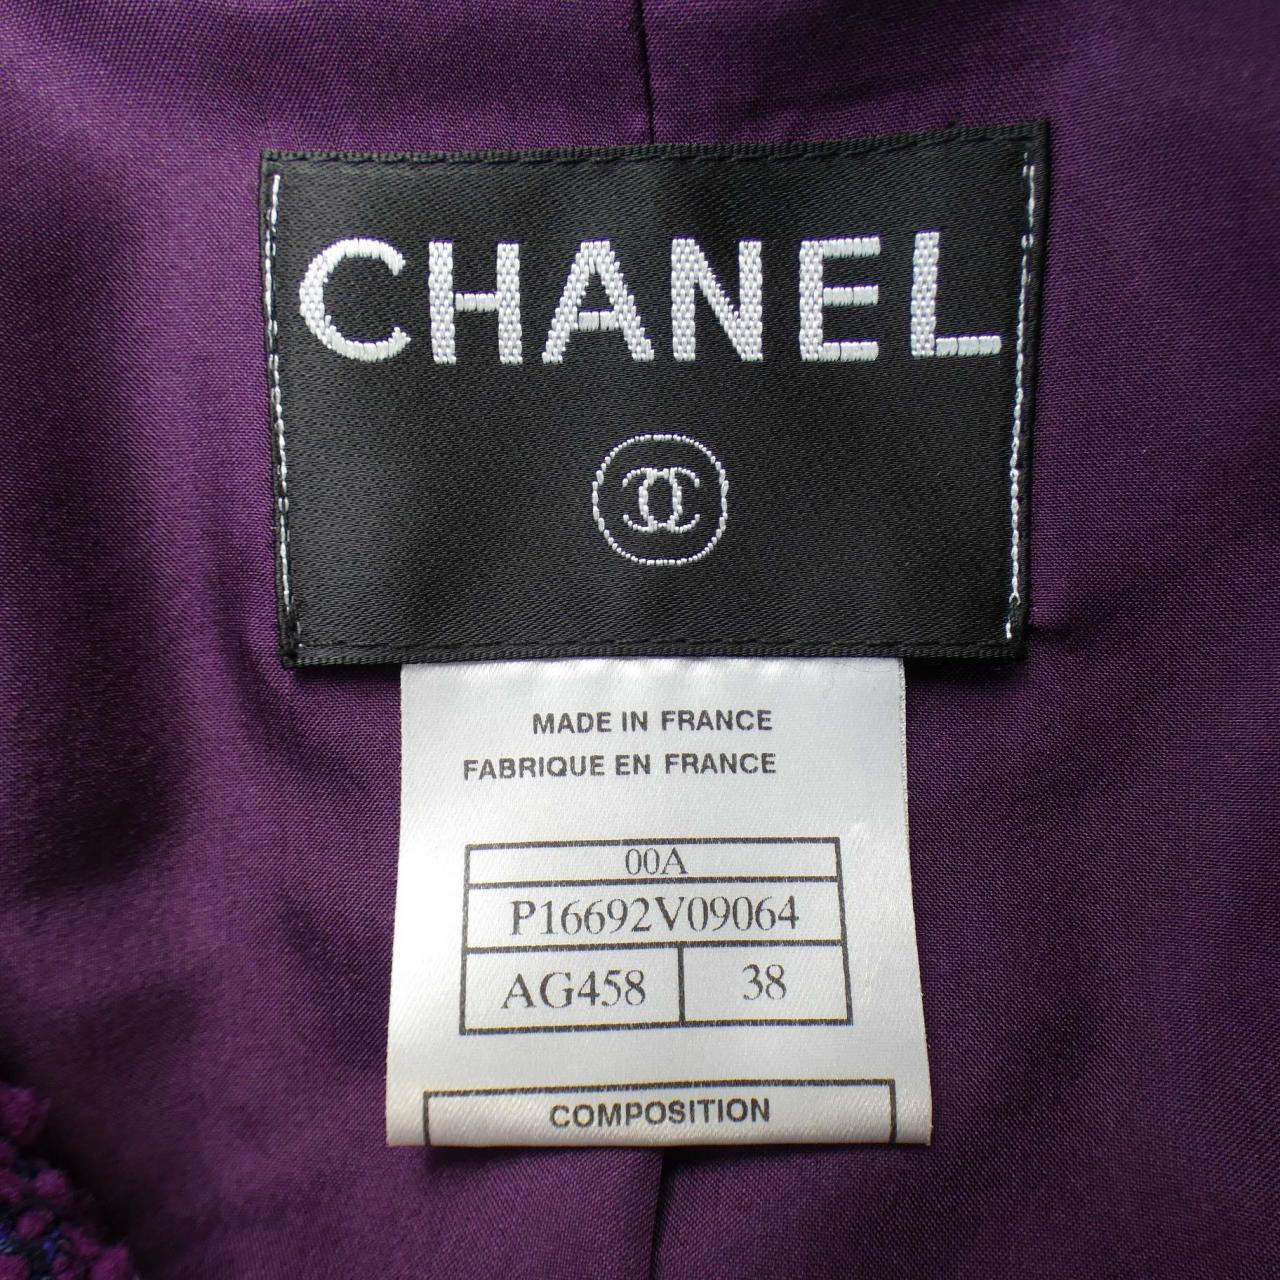 CHANEL
MADE IN FRANCE
FABRIQUE EN FRANCE
00A
P16692V09064
AG458 38
COMPOSITION